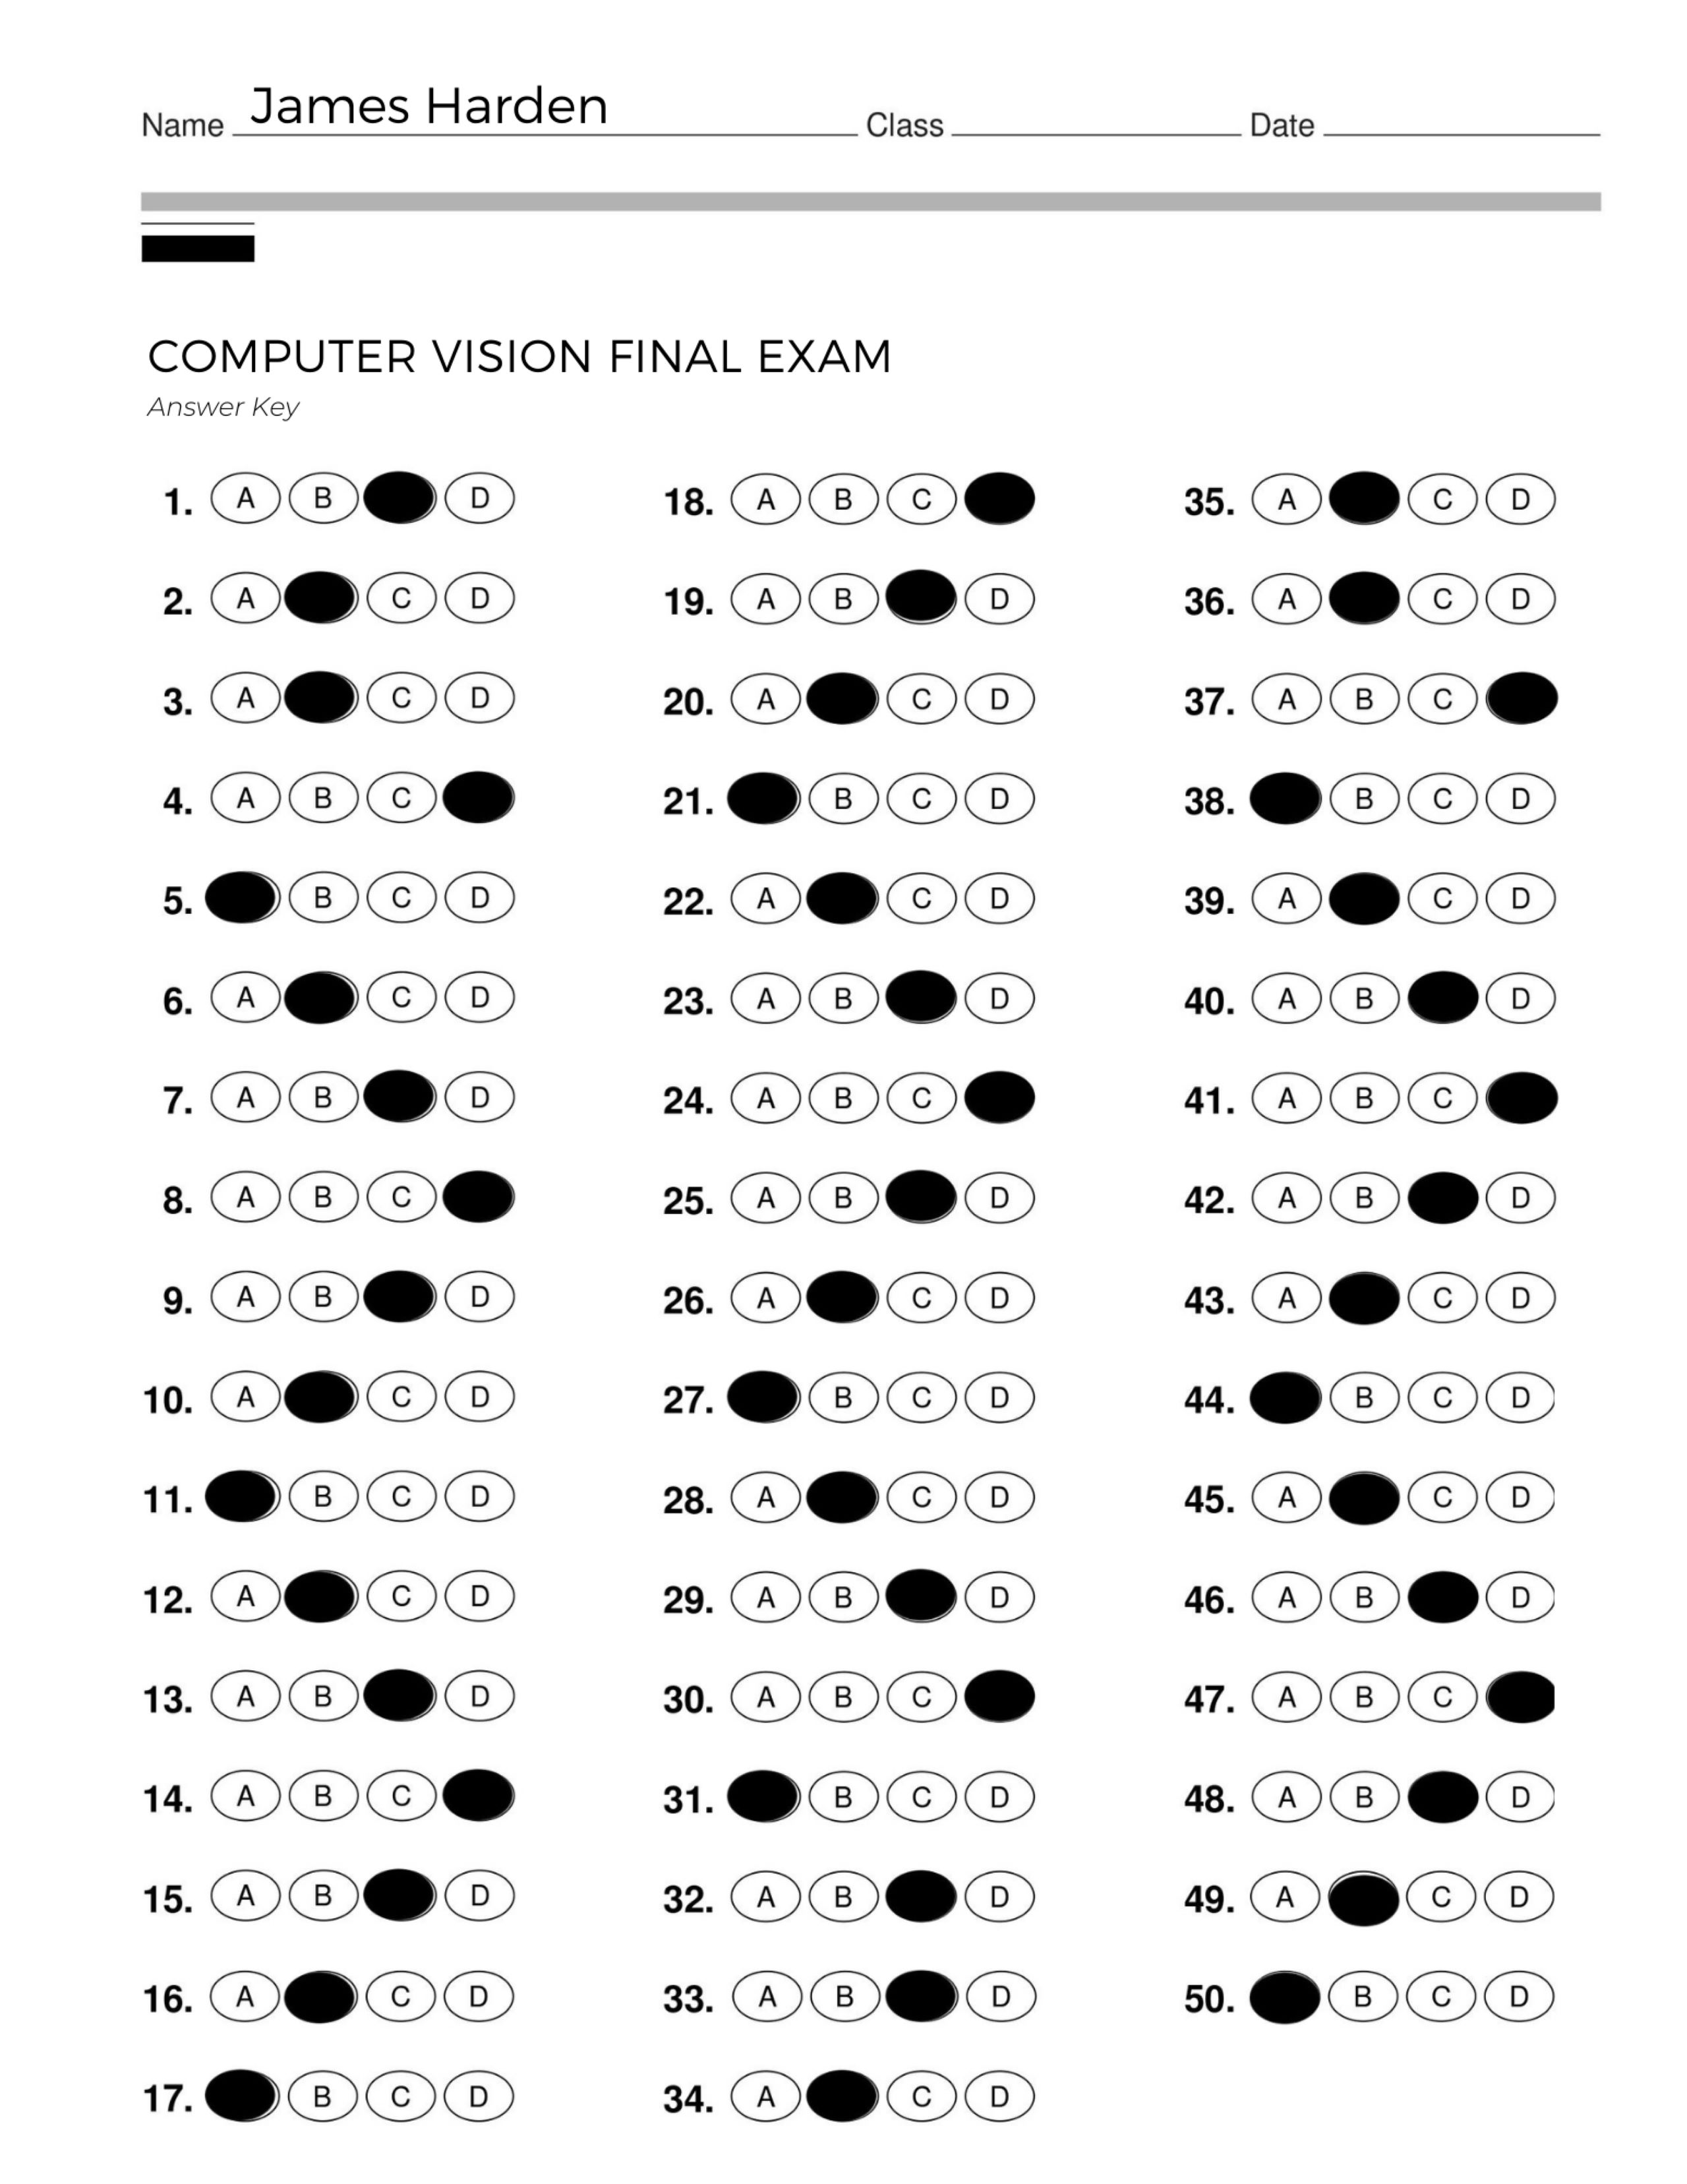 Name James Harden Class Date
COMPUTER VISION FINAL EXAM
Answer Key
1. A B D
2. A C D
3. A C D
4. A B C
5. B C D
6. A C D
7. A B D
8. A B C
9. A B D
10. A C D
11. B C D
12. A C D
13. A B D
14. A B C
15. A B D
16. A C D
17. B C D
18. A B C
19. A B D
20. A C D
21. B C D
22. A C D
23. A B D
24. A B C
25. A B D
26. A C D
27. B C D
28. A C D
29. A B D
30. A B C
31. B C D
32. A B D
33. A B D
34. A C D
35. A C D
36. A C D
37. A B C
38. B C D
39. A C D
40. A B D
41. A B C
42. A B D
43. A C D
44. B C D
45. A C D
46. A B D
47. A B C
48. A B D
49. A C D
50. B C D